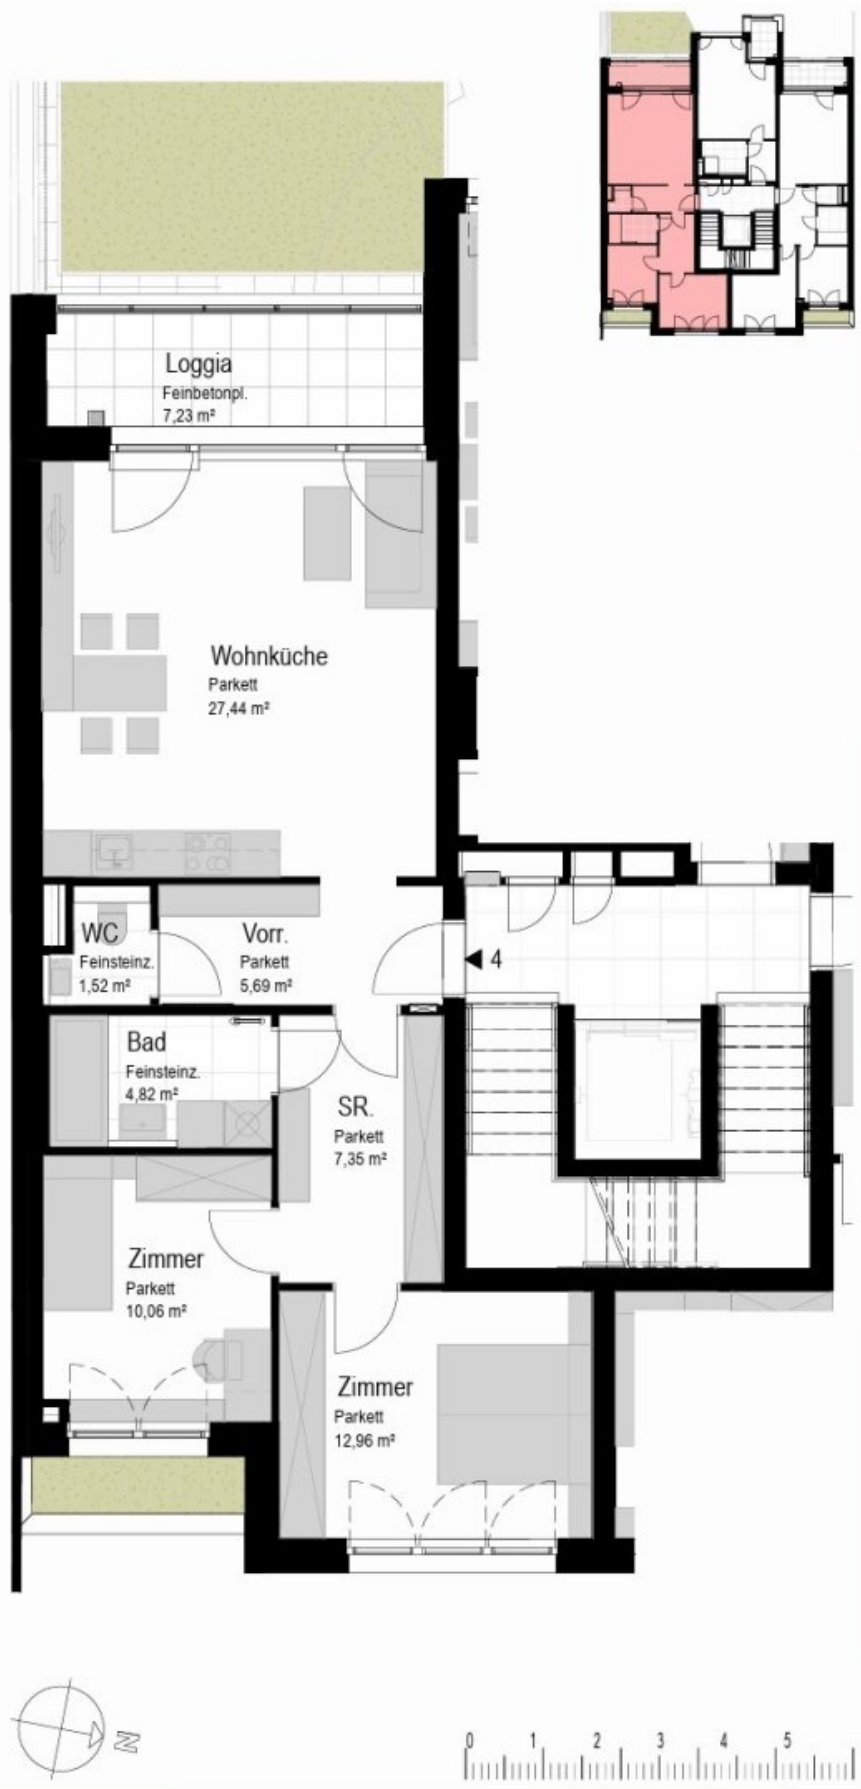 Loggia
Feinbetonpl.
7,23 m²
Wohnküche
Parkett
27,44 m²
WC
Feinsteinz.
1,52 m²
Vorr.
Parkett
5,69 m²
4
Bad
Feinsteinz.
4,82 m²
SR.
Parkett
7,35 m²
Zimmer
Parkett
10,06 m²
Zimmer
Parkett
12,96 m²
N
0 1 2 3 4 5